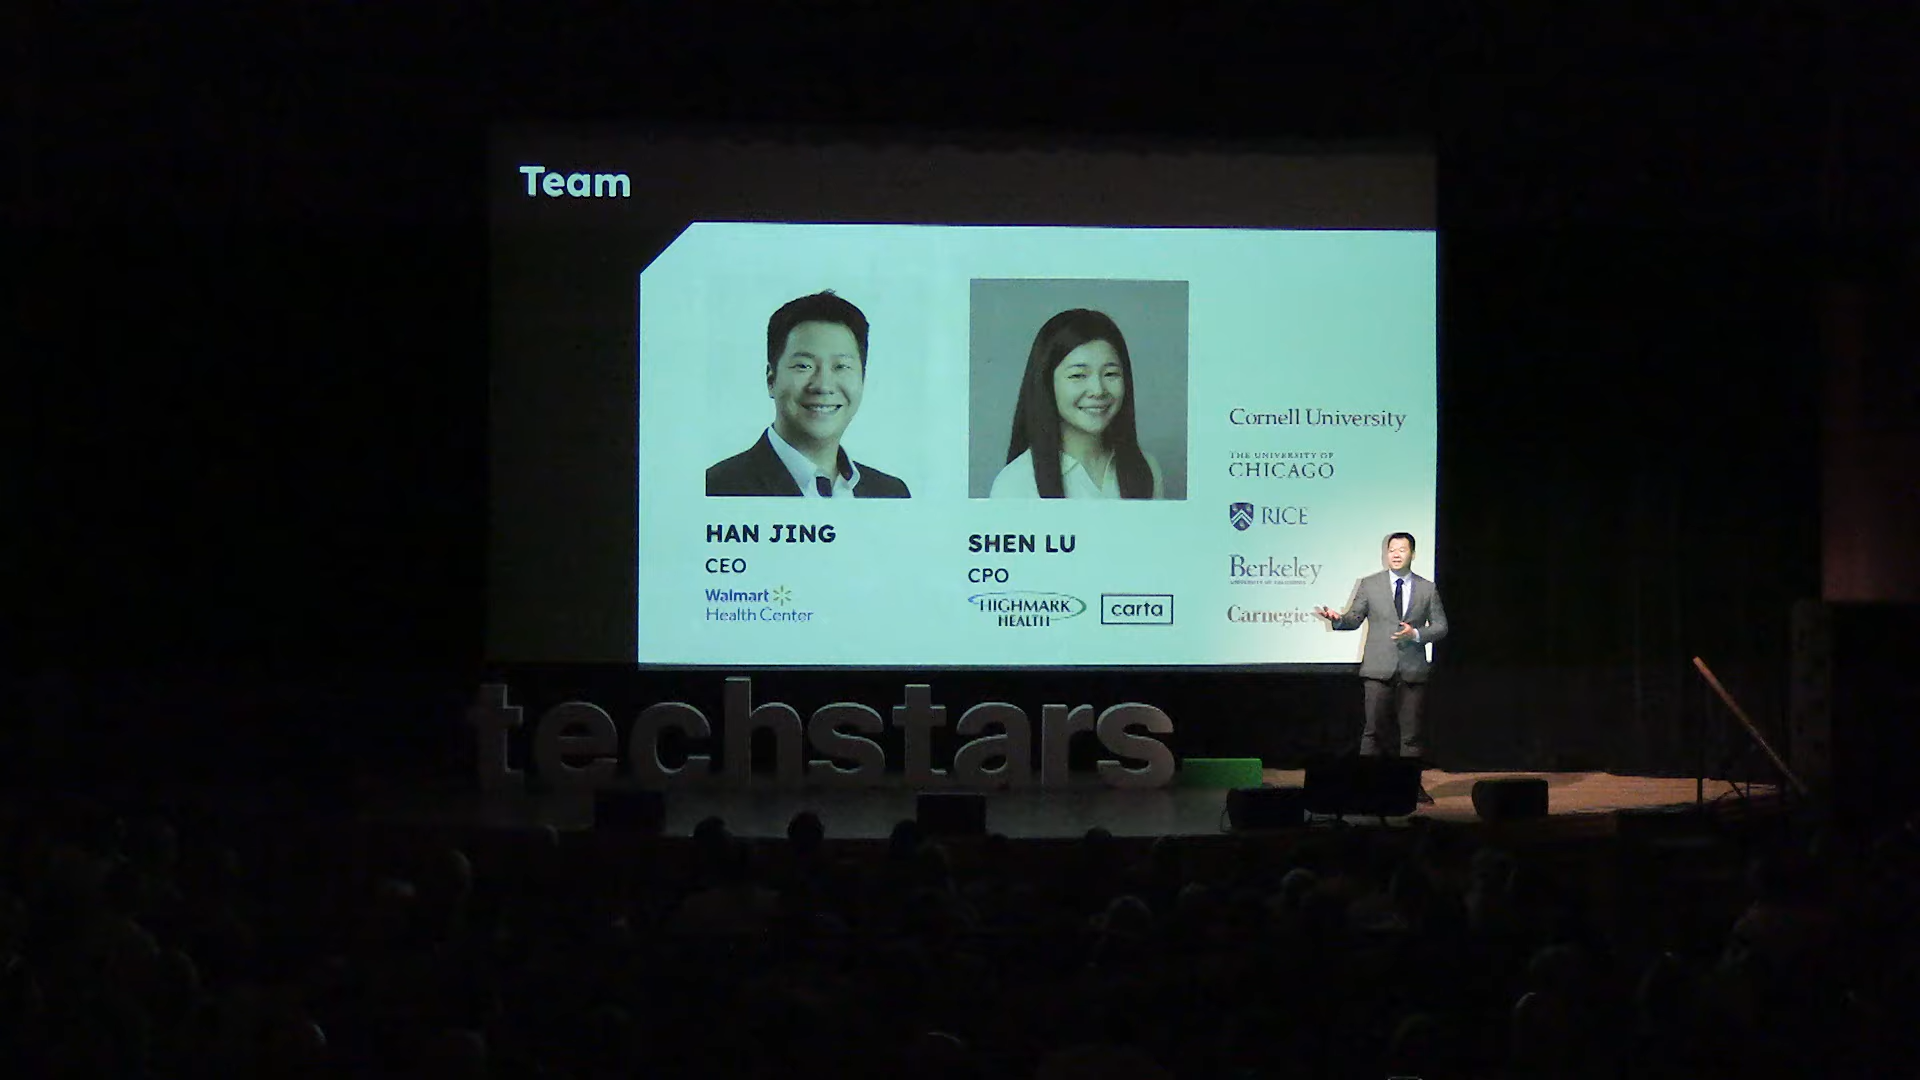 Team
HAN JING
CEO
Walmart
Health Center
SHEN LU
CPO
HIGHMARK
HEALTH
carta
Cornell University
THE UNIVERSITY OF
CHICAGO
RICE
Berkeley
Carnegie
techstars